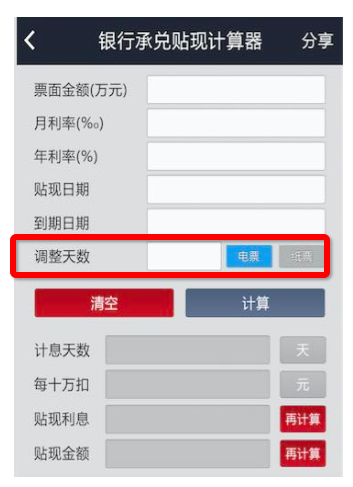 银行承兑贴现计算器 分享
票面金额(万元)
月利率(‰)
年利率(%)
贴现日期
到期日期
调整天数 电票 纸票
清空 计算
计息天数 天
每十万扣 元
贴现利息 再计算
贴现金额 再计算